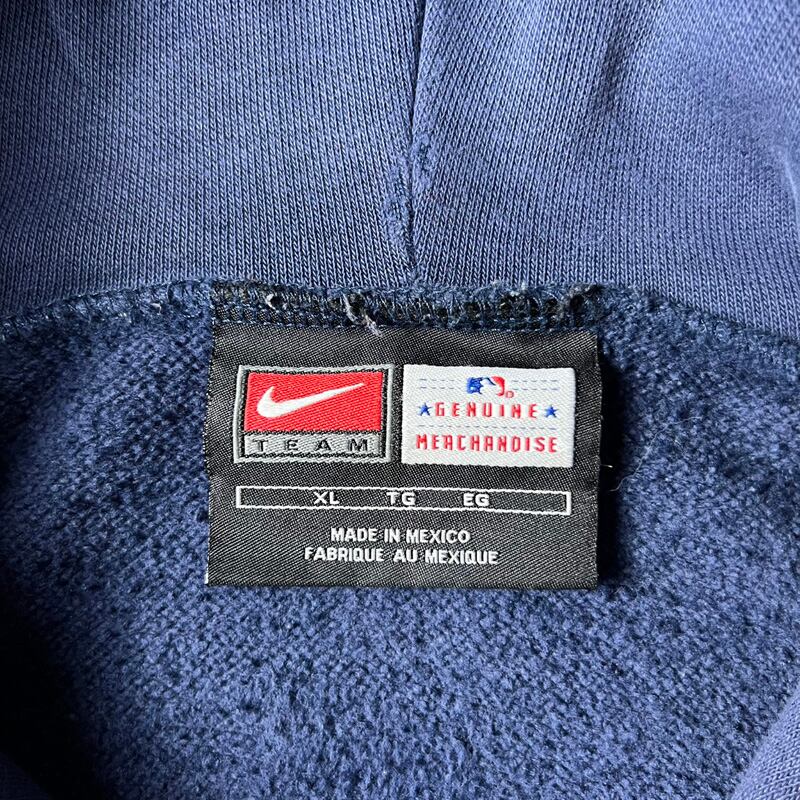 TEAM
GENUINE
MERCHANDISE
XL TG EG
MADE IN MEXICO
FABRIQUE AU MEXIQUE